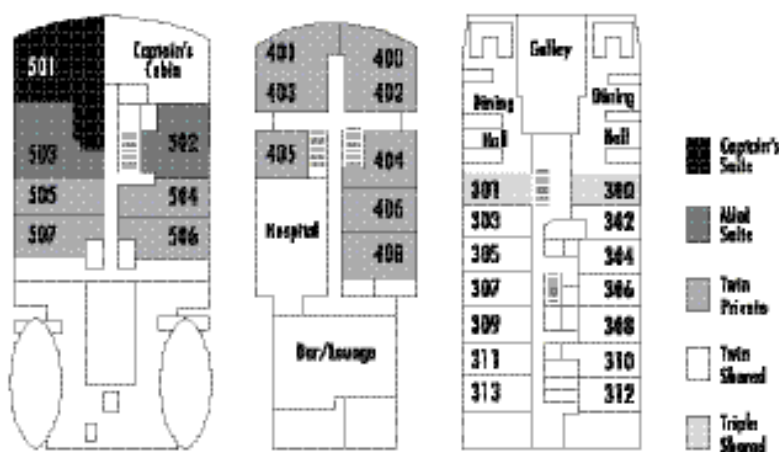 501
Captain's
Cabin
503
502
505
504
507
506
401
400
403
402
405
404
406
Hospital
408
Bar/Lounge
Galley
Dining
Hall
Dining
Hall
301
300
303
302
305
304
307
306
309
308
311
310
313
312
Captain's
Suite
Suite
Twin
Private
Twin
Shared
Triple
Shared